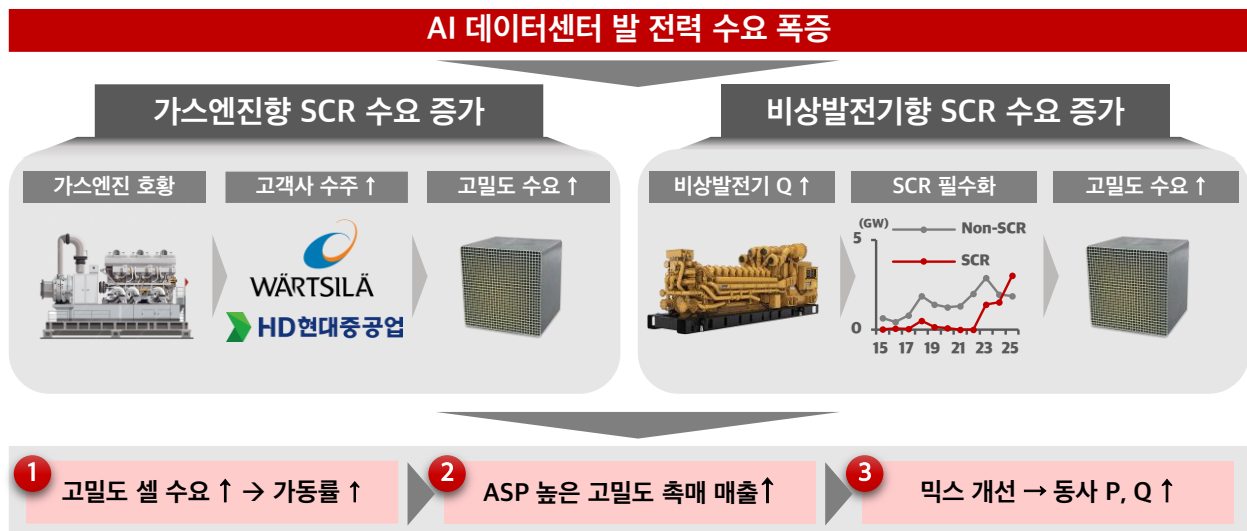 AI 데이터센터 발 전력 수요 폭증
가스엔진향 SCR 수요 증가
가스엔진 호황
고객사 수주 ↑
고밀도 수요 ↑
WÄRTSILÄ
HD현대중공업
비상발전기향 SCR 수요 증가
비상발전기 Q ↑
SCR 필수화
고밀도 수요 ↑
(GW)
5
Non-SCR
SCR
0
15 17 19 21 23 25
1
고밀도 셀 수요 ↑ → 가동률 ↑
2
ASP 높은 고밀도 촉매 매출↑
3
믹스 개선 → 동사 P, Q ↑